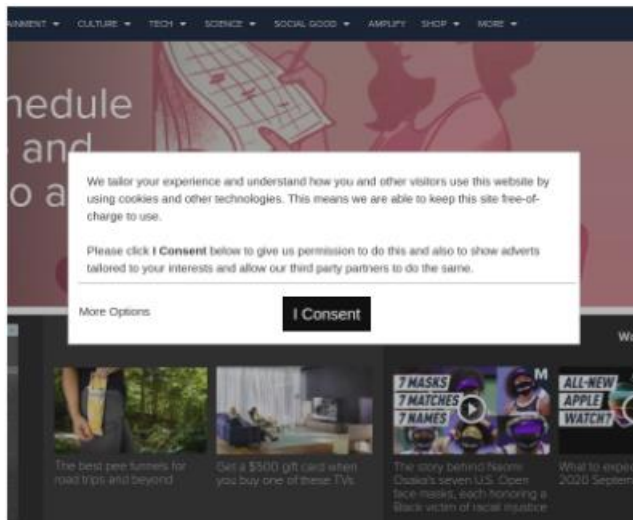 CULTURE TECH SCIENCE SOCIAL GOOD AMPLIFY SHOP MORE
hedule
and
o a
We tailor your experience and understand how you and other visitors use this website by
using cookies and other technologies. This means we are able to keep this site free-of-
charge to use.
Please click I Consent below to give us permission to do this and also to show adverts
tailored to your interests and allow our third party partners to do the same.
More Options
I Consent
7 MASKS
7 MATCHES
7 NAMES
M
ALL-NEW
APPLE
WATCH?
The best pee funnels for
road trips and beyond
Get a $500 gift card when
you buy one of these TVs
The story behind Naomi
Osaka's seven U.S. Open
face masks, each honoring a
Black victim of racial injustice
What to
2020